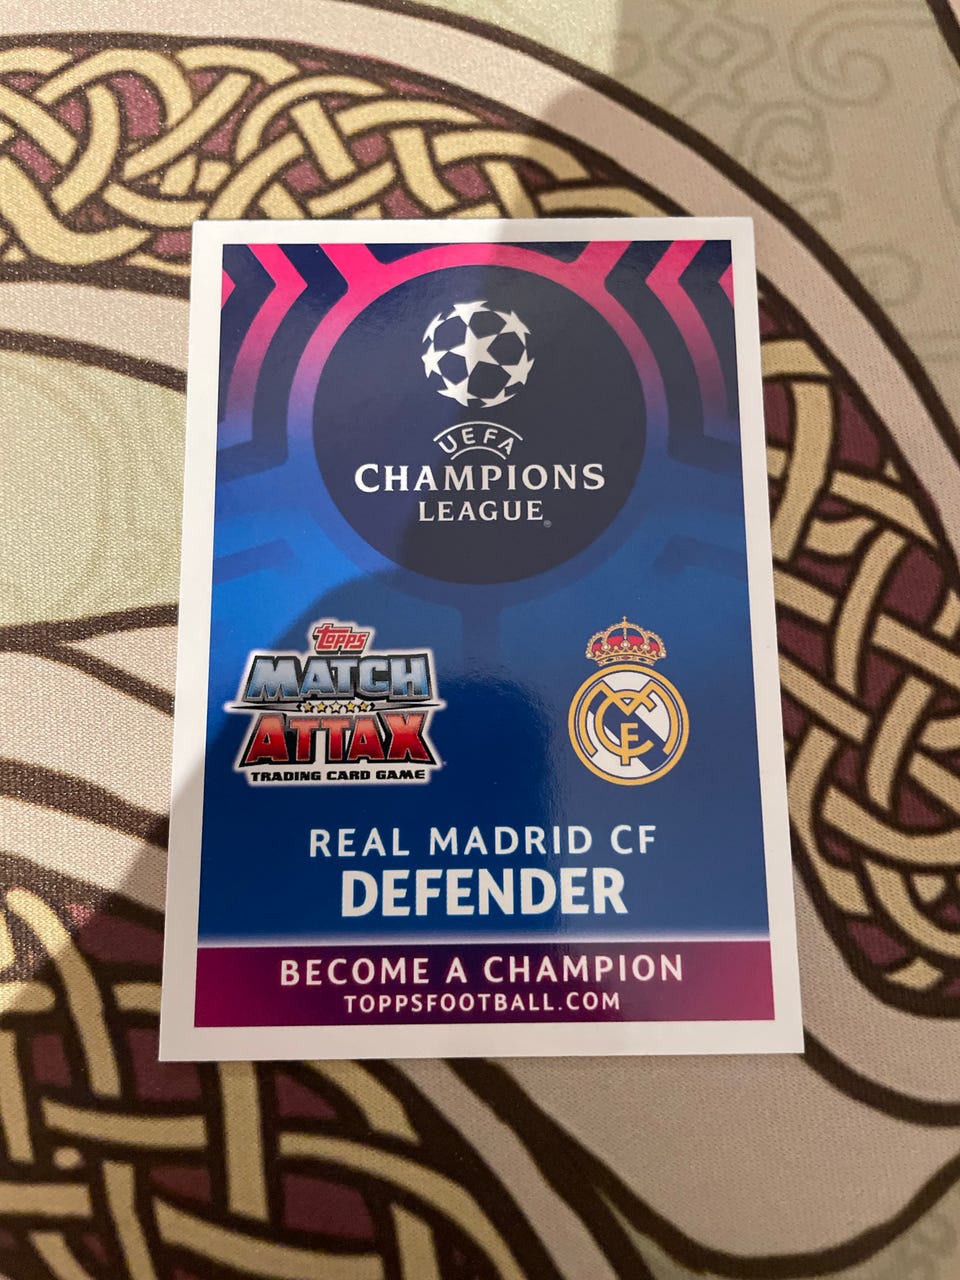 UEFA
CHAMPIONS
LEAGUE®
topps
MATCH
ATTAX
TRADING CARD GAME
REAL MADRID CF
DEFENDER
BECOME A CHAMPION
TOPPSFOOTBALL.COM